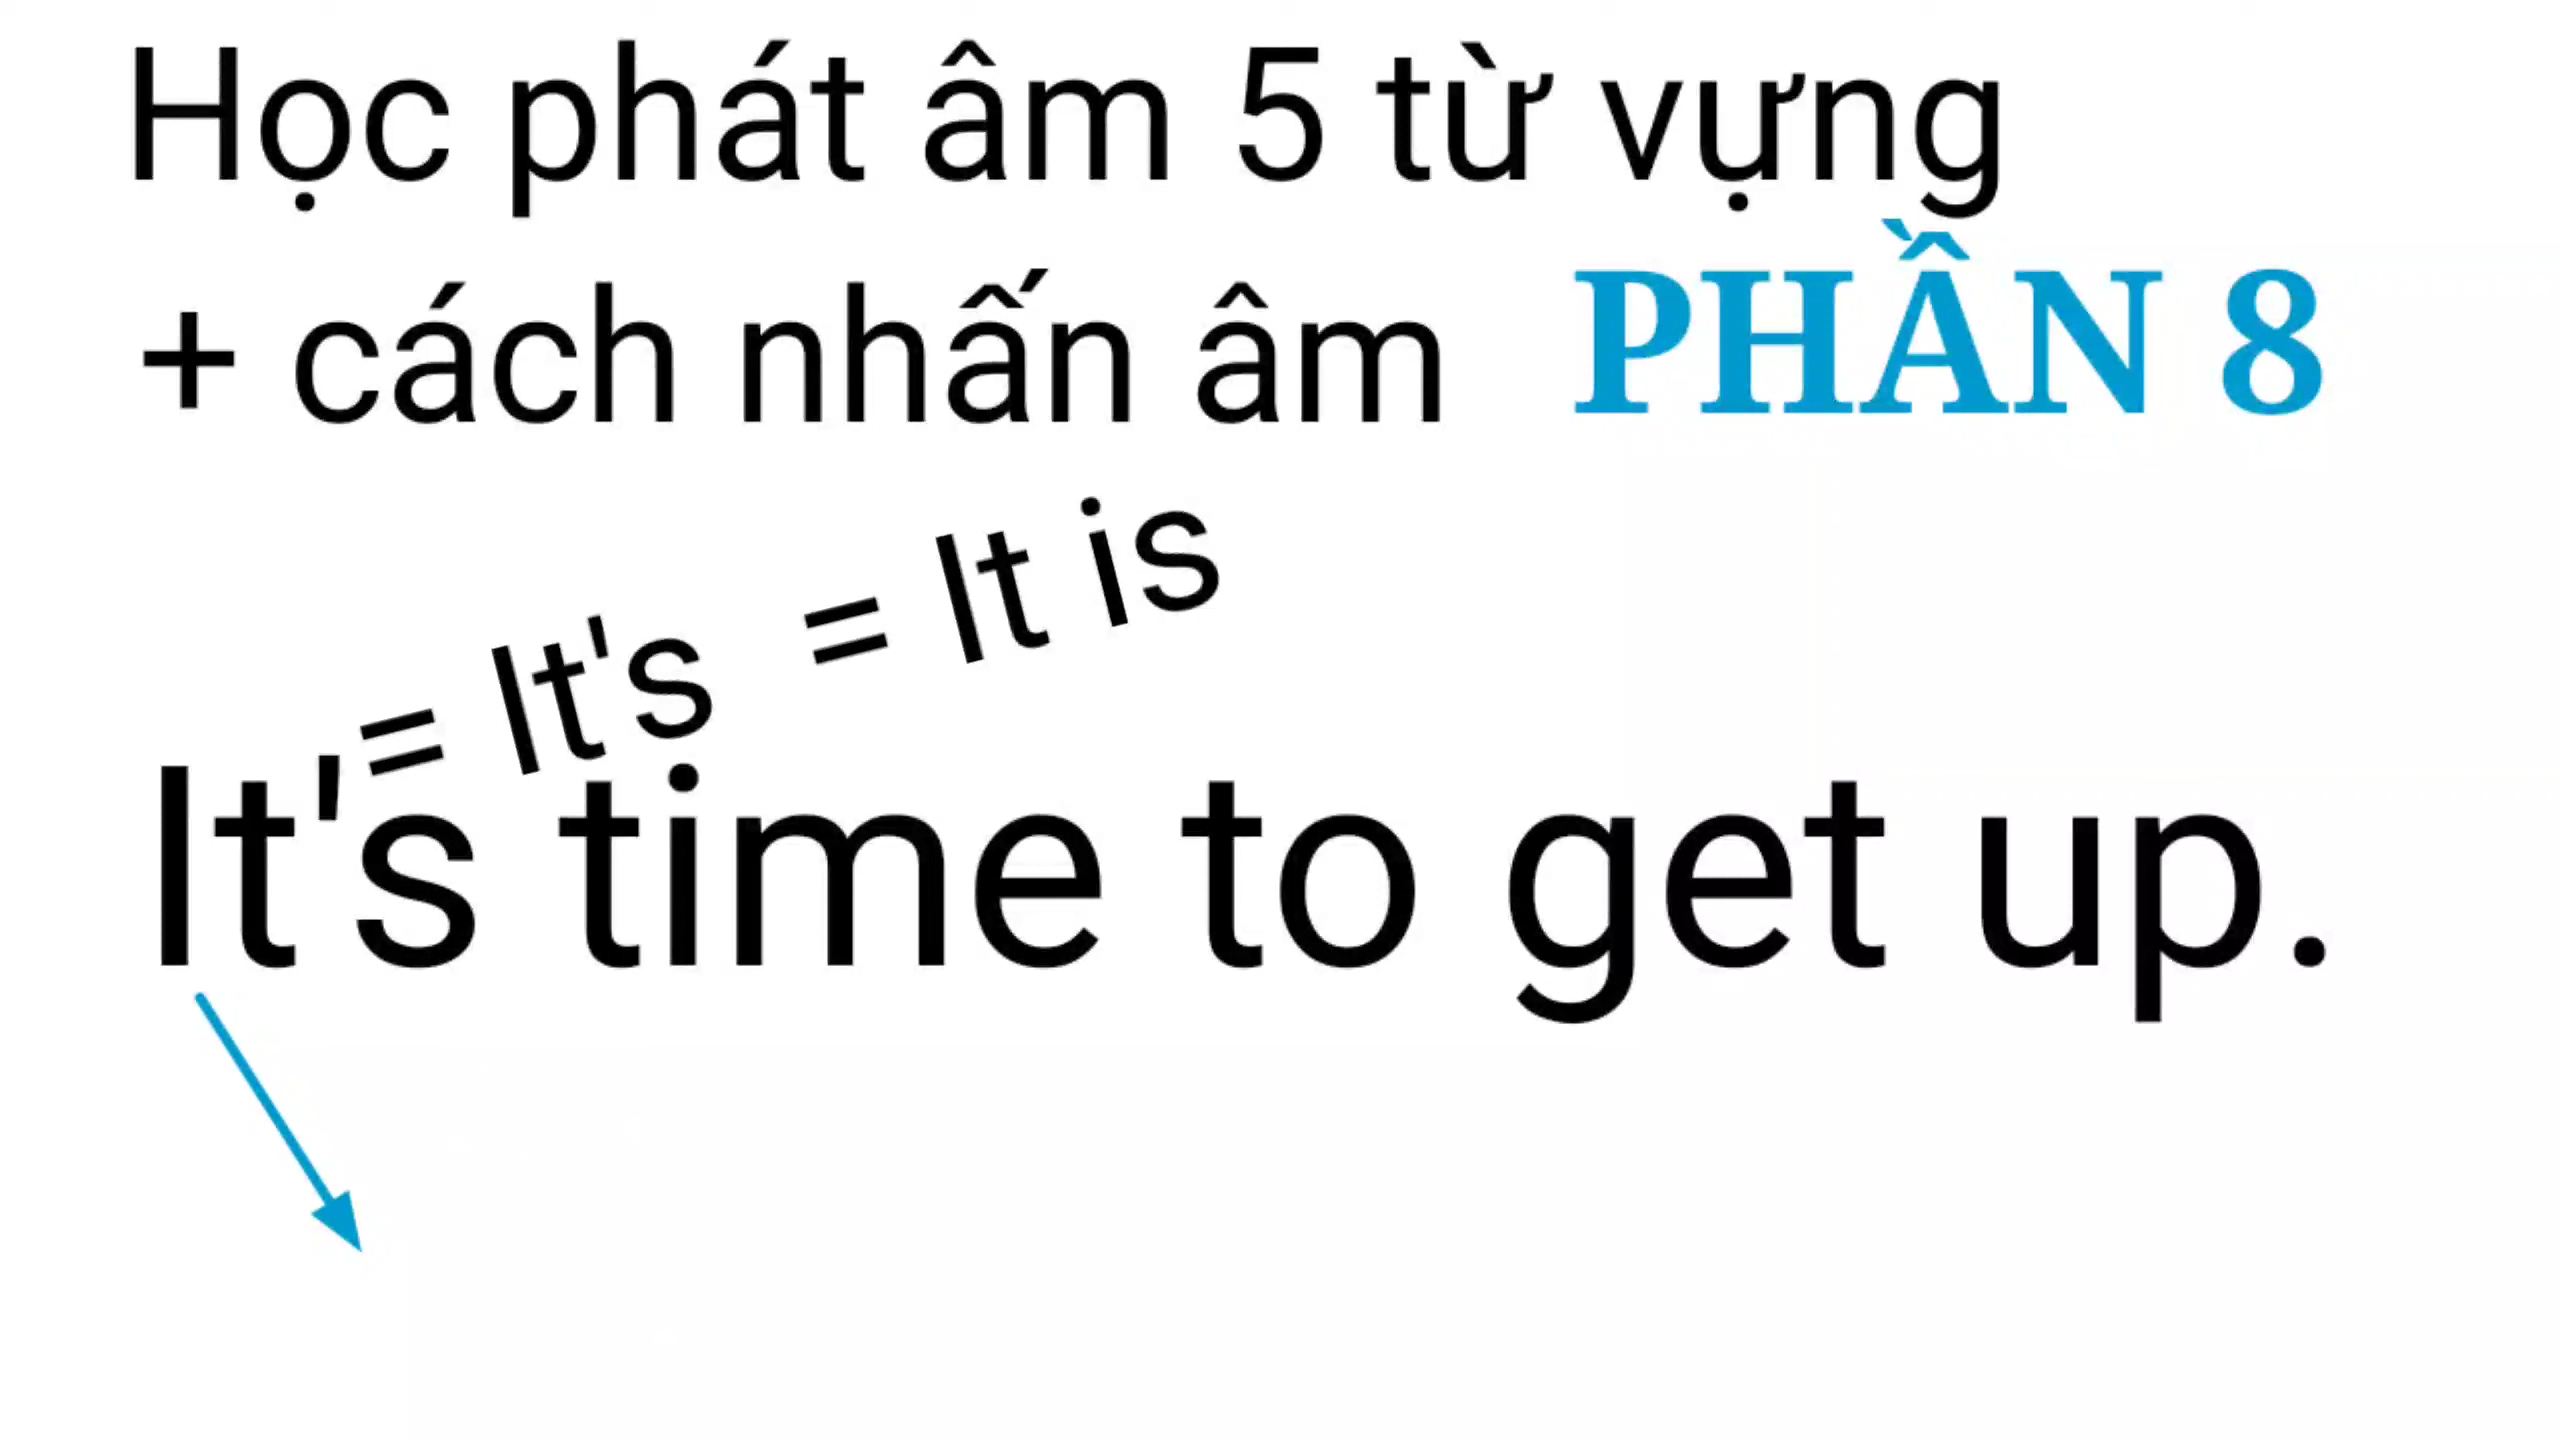 Học phát âm 5 từ vựng
+ cách nhấn âm PHẦN 8
= It's = It is
It's time to get up.